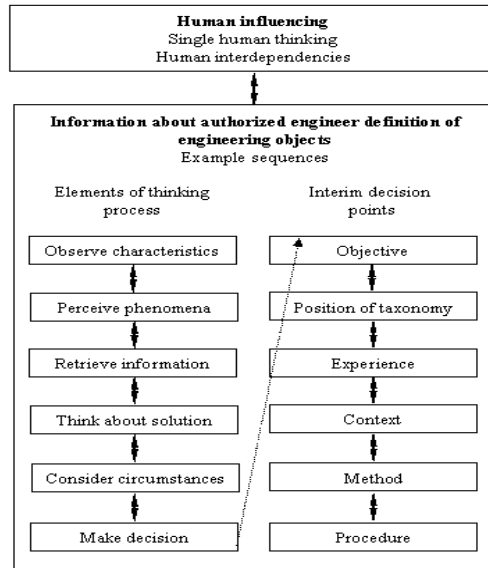 Human influencing
Single human thinking
Human interdependencies
Information about authorized engineer definition of
engineering objects
Example sequences
Elements of thinking
process
Observe characteristics
Perceive phenomena
Retrieve information
Think about solution
Consider circumstances
Make decision
Interim decision
points
Objective
Position of taxonomy
Experience
Context
Method
Procedure